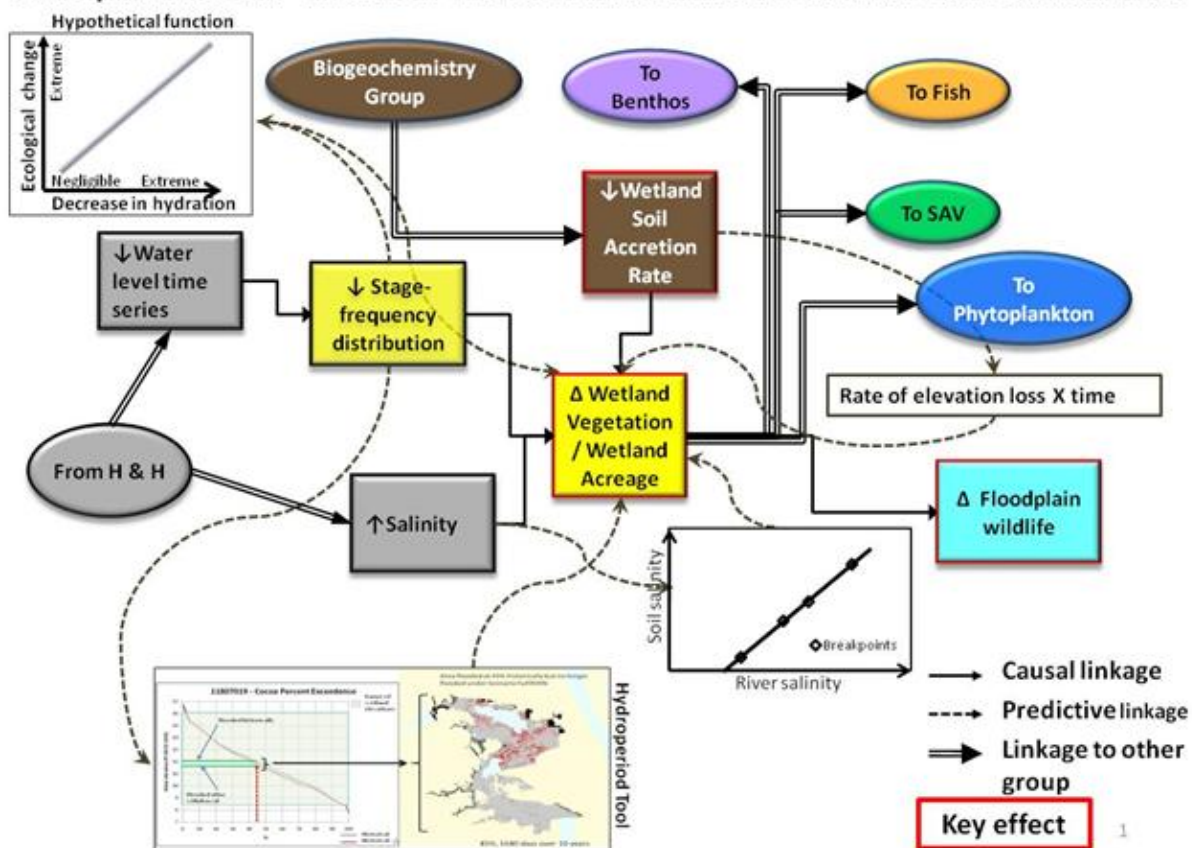 Hypothetical function
Ecological change
Extreme
Negligible Extreme
Decrease in hydration
Biogeochemistry
Group
To
Benthos
To Fish
To SAV
To
Phytoplankton
↓Wetland
Soil
Accretion
Rate
↓Water
level time
series
↓ Stage-
frequency
distribution
Δ Wetland
Vegetation
/ Wetland
Acreage
Rate of elevation loss X time
From H & H
↑Salinity
Δ Floodplain
wildlife
Soil salinity
Breakpoints
River salinity
Hydroperiod Tool
Causal linkage
Predictive linkage
Linkage to other
group
Key effect
1